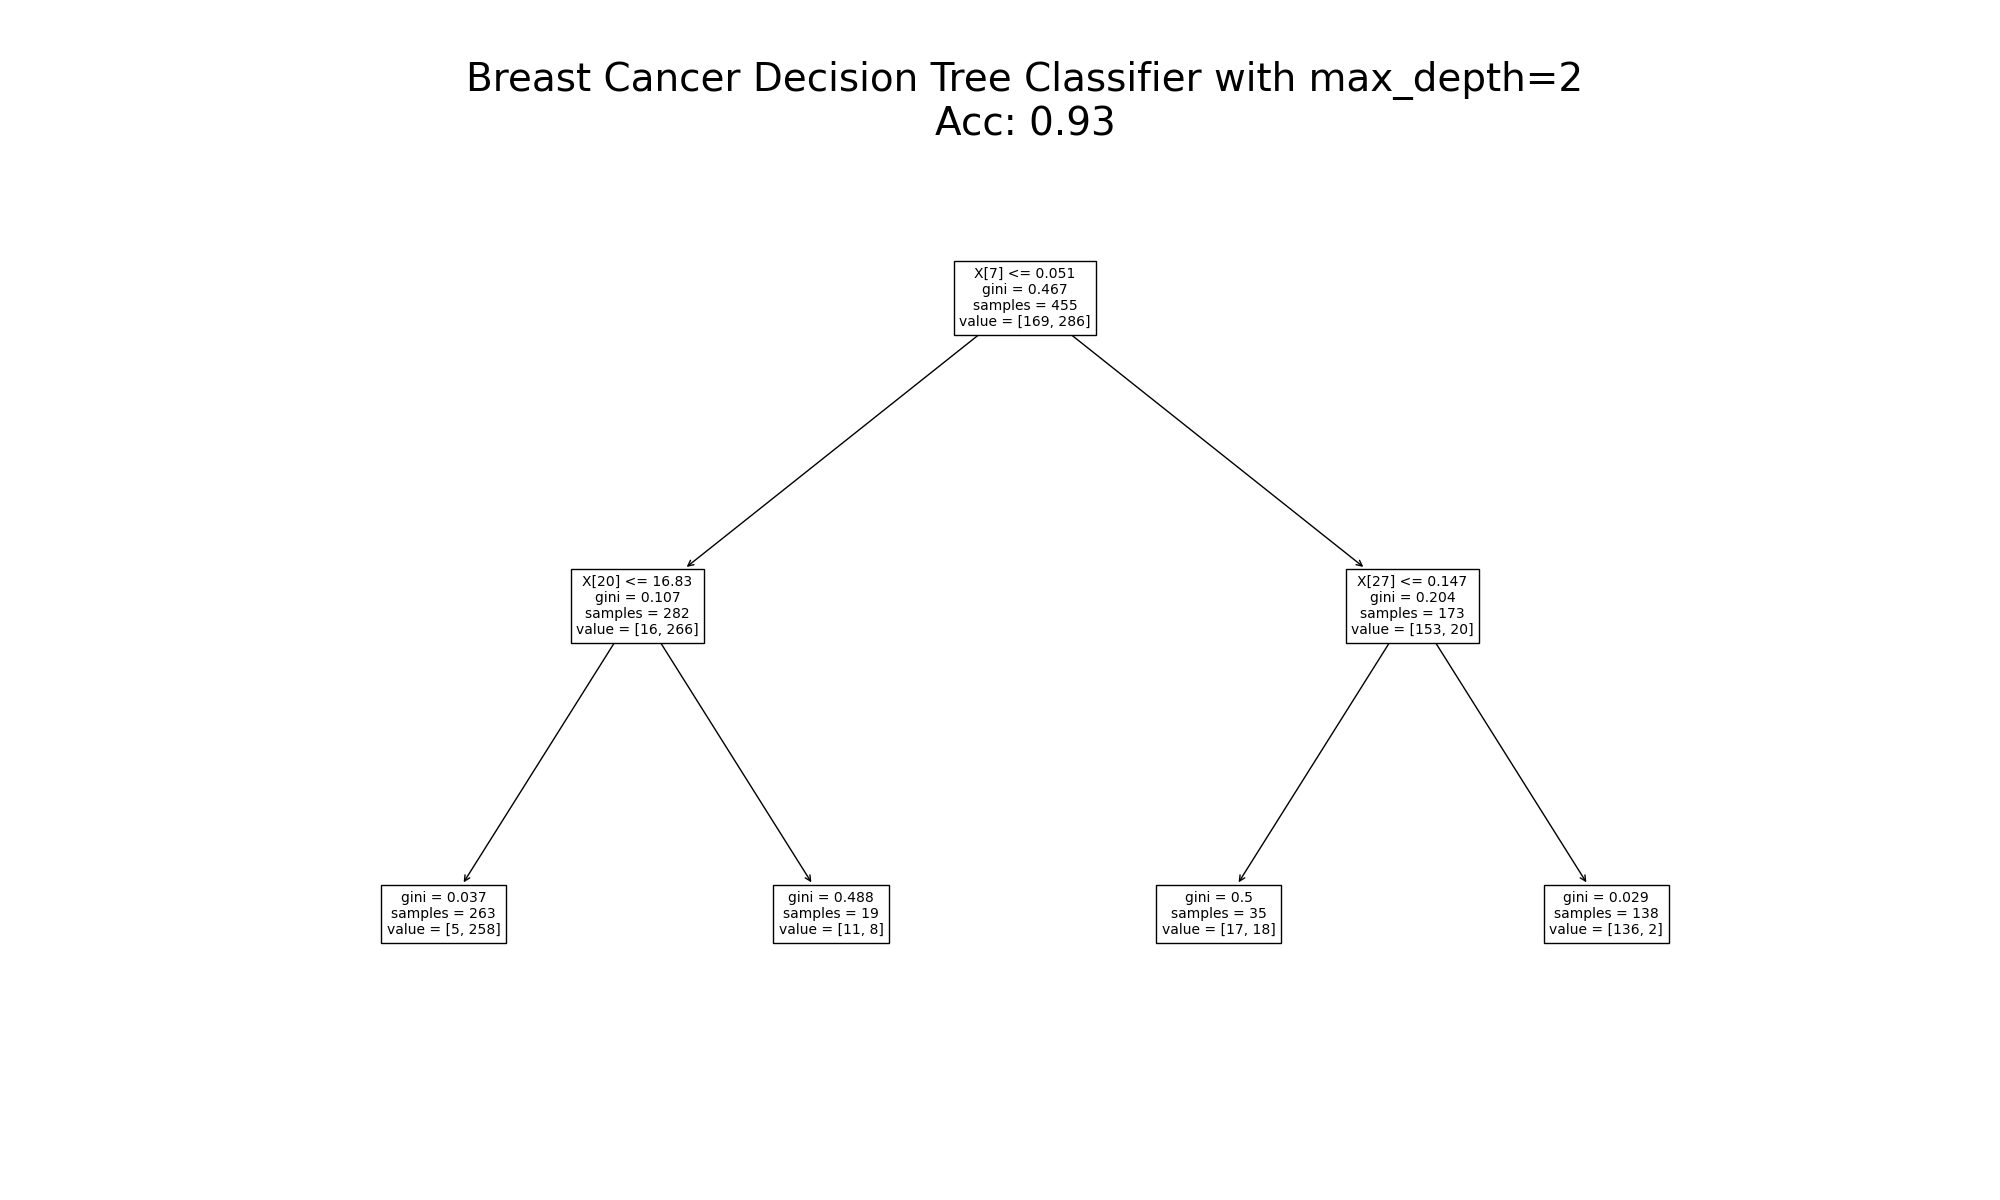 Breast Cancer Decision Tree Classifier with max_depth=2
Acc: 0.93
X[7] <= 0.051
gini = 0.467
samples = 455
value = [169, 286]
X[20] <= 16.83
gini = 0.107
samples = 282
value = [16, 266]
X[27] <= 0.147
gini = 0.204
samples = 173
value = [153, 20]
gini = 0.037
samples = 263
value = [5, 258]
gini = 0.488
samples = 19
value = [11, 8]
gini = 0.5
samples = 35
value = [17, 18]
gini = 0.029
samples = 138
value = [136, 2]